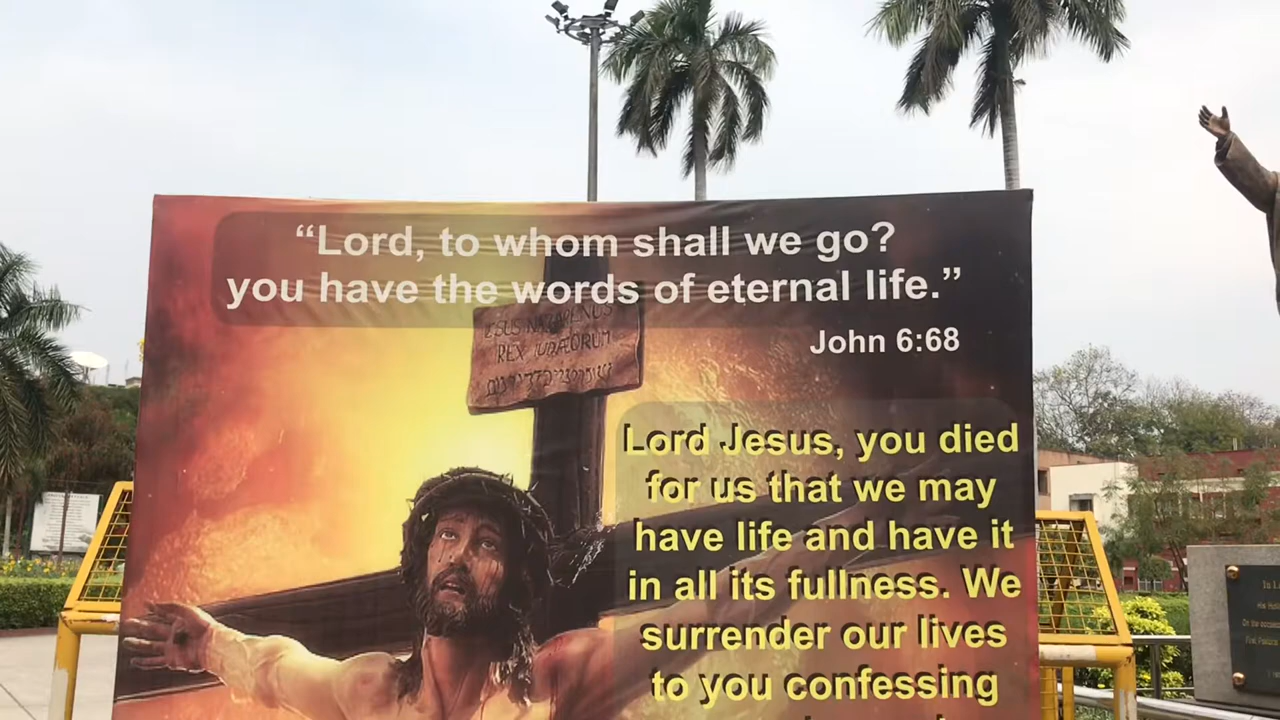 “Lord, to whom shall we go?
you have the words of eternal life.”
John 6:68
JESUS NAZARENUS
REX IUDÆORUM
Lord Jesus, you died
for us that we may
have life and have it
in all its fullness. We
surrender our lives
to you confessing